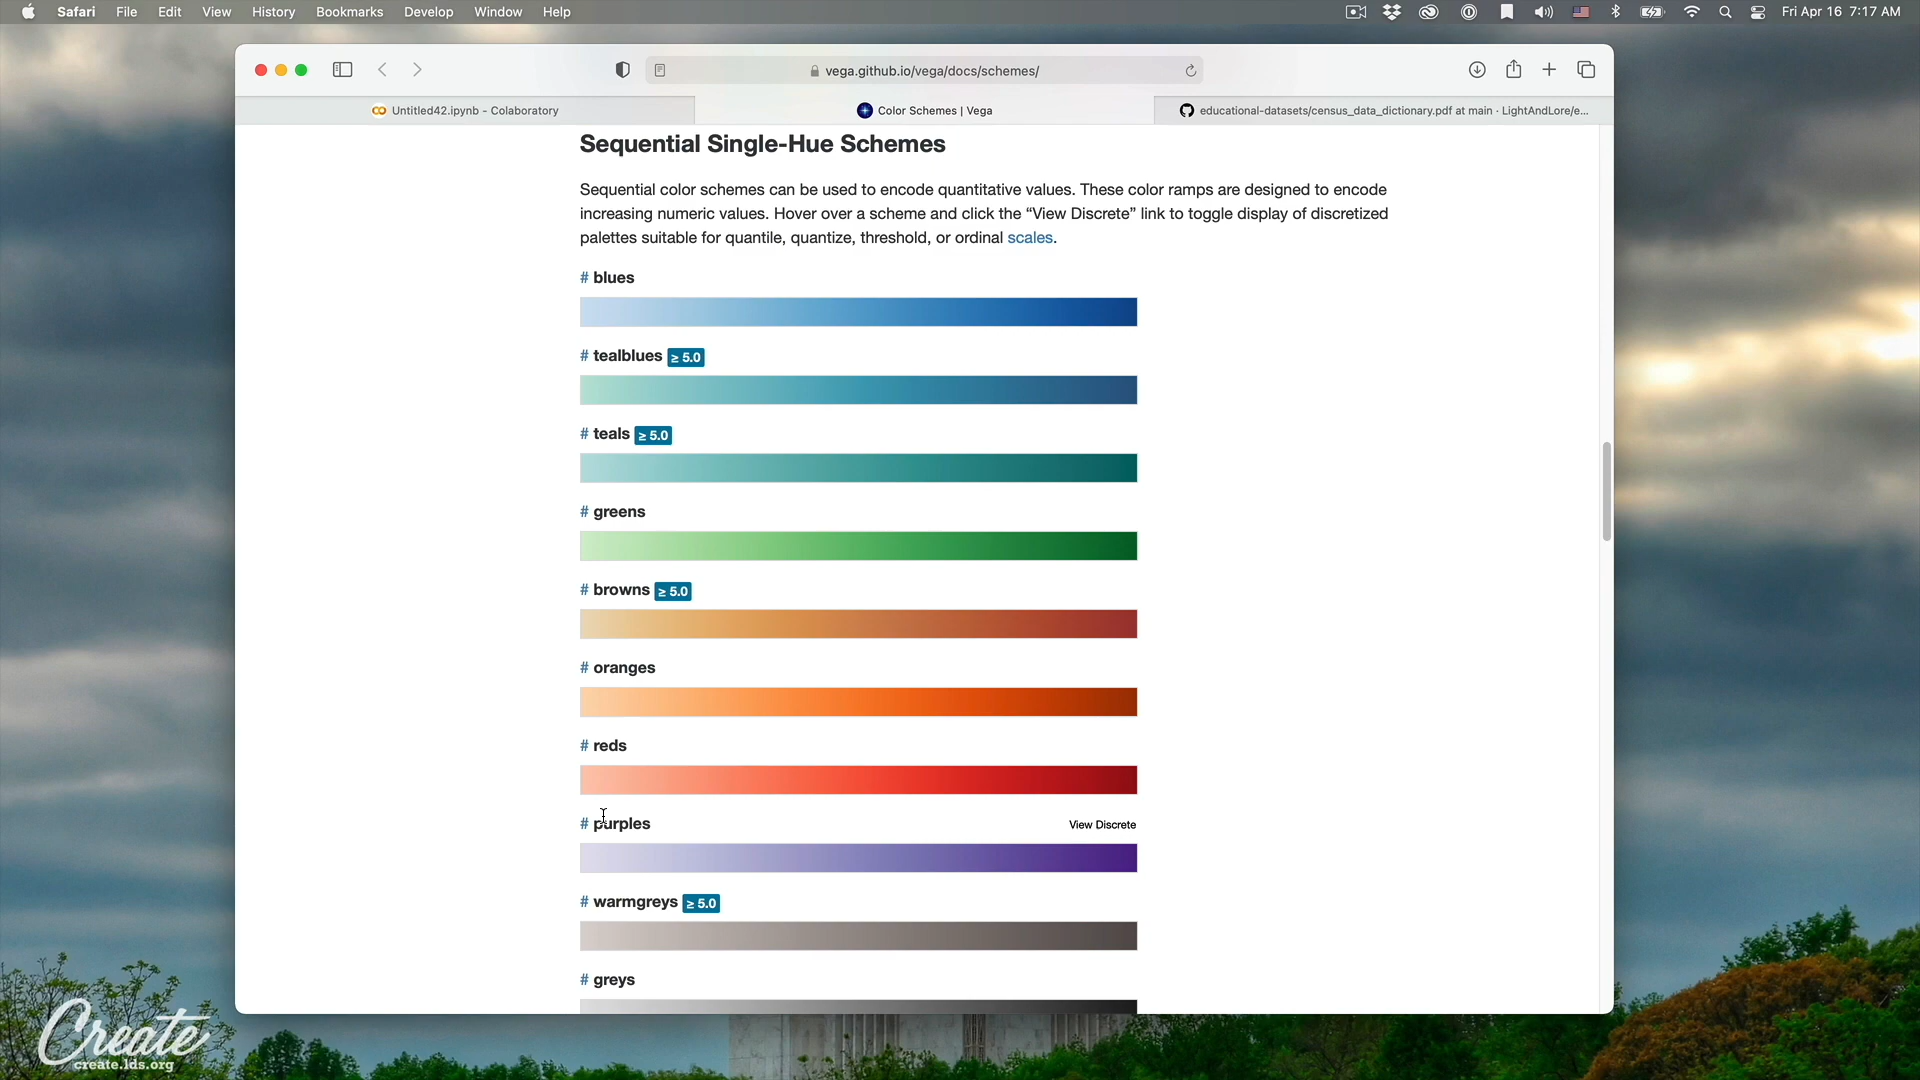 Safari File Edit View History Bookmarks Develop Window Help
Fri Apr 16 7:17 AM
vega.github.io/vega/docs/schemes/
Untitled42.ipynb - Colaboratory
Color Schemes | Vega
educational-datasets/census_data_dictionary.pdf at main · LightAndLore/e...
Sequential Single-Hue Schemes
Sequential color schemes can be used to encode quantitative values. These color ramps are designed to encode
increasing numeric values. Hover over a scheme and click the “View Discrete” link to toggle display of discretized
palettes suitable for quantile, quantize, threshold, or ordinal scales.
# blues
# tealblues ≥ 5.0
# teals ≥ 5.0
# greens
# browns ≥ 5.0
# oranges
# reds
# purples View Discrete
# warmgreys ≥ 5.0
# greys
Create
create.lds.org